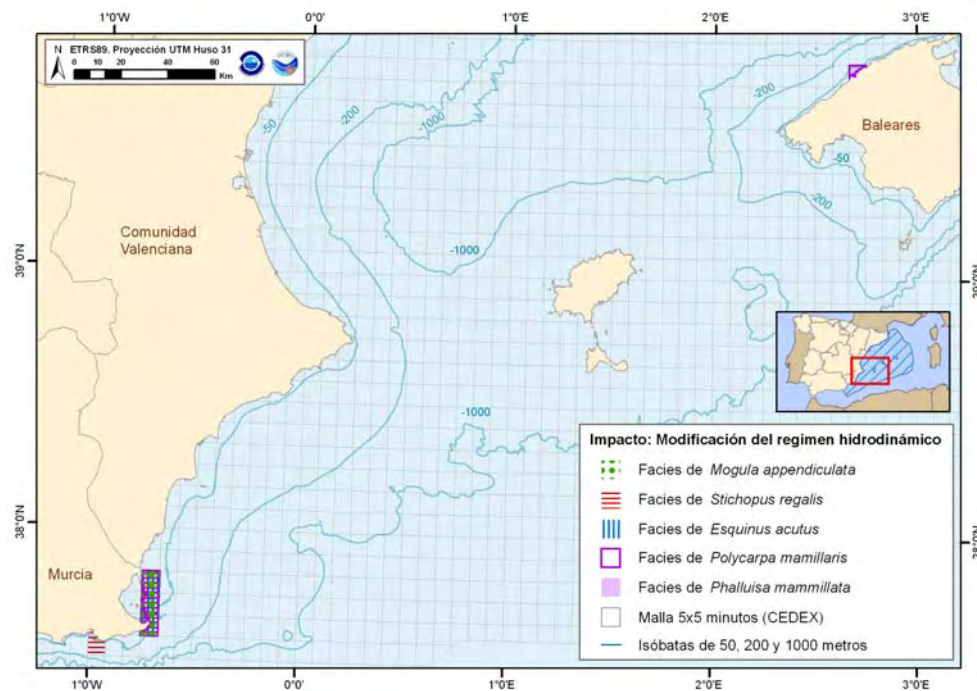 1°0'W 0°0' 1°0'E 2°0'E 3°0'E
N ETRS89. Proyección UTM Huso 31
0 10 20 40 60
Km
-50
-200
-1000
-200
Baleares
-50
-200
Comunidad
Valenciana
-1000
39°0'N
39°0'N
-1000
Impacto: Modificación del regimen hidrodinámico
Facies de Mogula appendiculata
Facies de Stichopus regalis
Facies de Esquinus acutus
Facies de Polycarpa mamillaris
Facies de Phalluisa mammillata
Malla 5x5 minutos (CEDEX)
Isóbatas de 50, 200 y 1000 metros
38°0'N
38°0'N
Murcia
1°0'W 0°0' 1°0'E 2°0'E 3°0'E